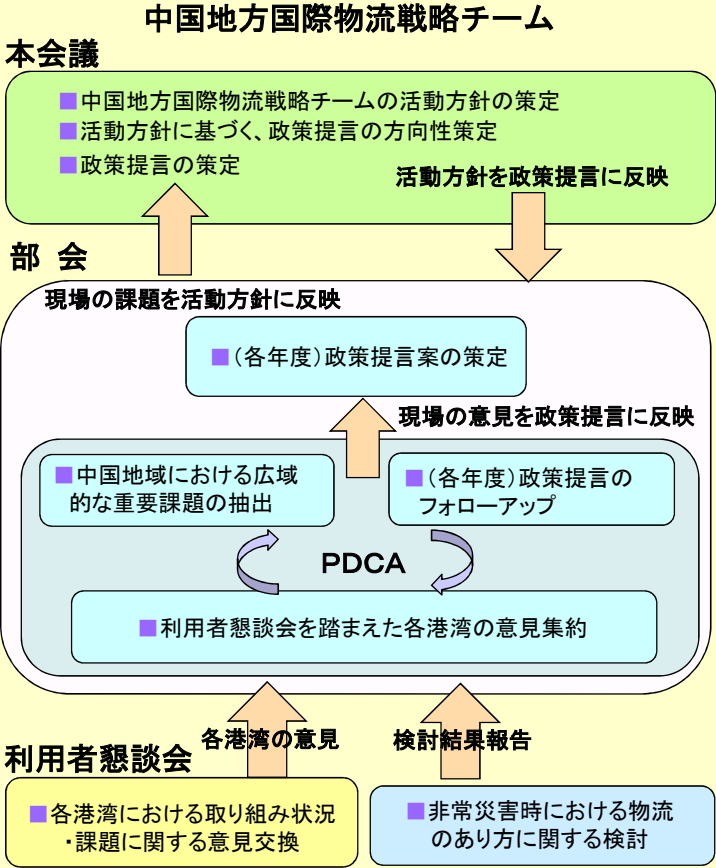 中国地方国際物流戦略チーム
本会議
■中国地方国際物流戦略チームの活動方針の策定
■活動方針に基づく、政策提言の方向性策定
■政策提言の策定
活動方針を政策提言に反映
部 会
現場の課題を活動方針に反映
■(各年度)政策提言案の策定
現場の意見を政策提言に反映
■中国地域における広域
的な重要課題の抽出
■(各年度)政策提言の
フォローアップ
PDCA
■利用者懇談会を踏まえた各港湾の意見集約
各港湾の意見
検討結果報告
利用者懇談会
■各港湾における取り組み状況
・課題に関する意見交換
■非常災害時における物流
のあり方に関する検討